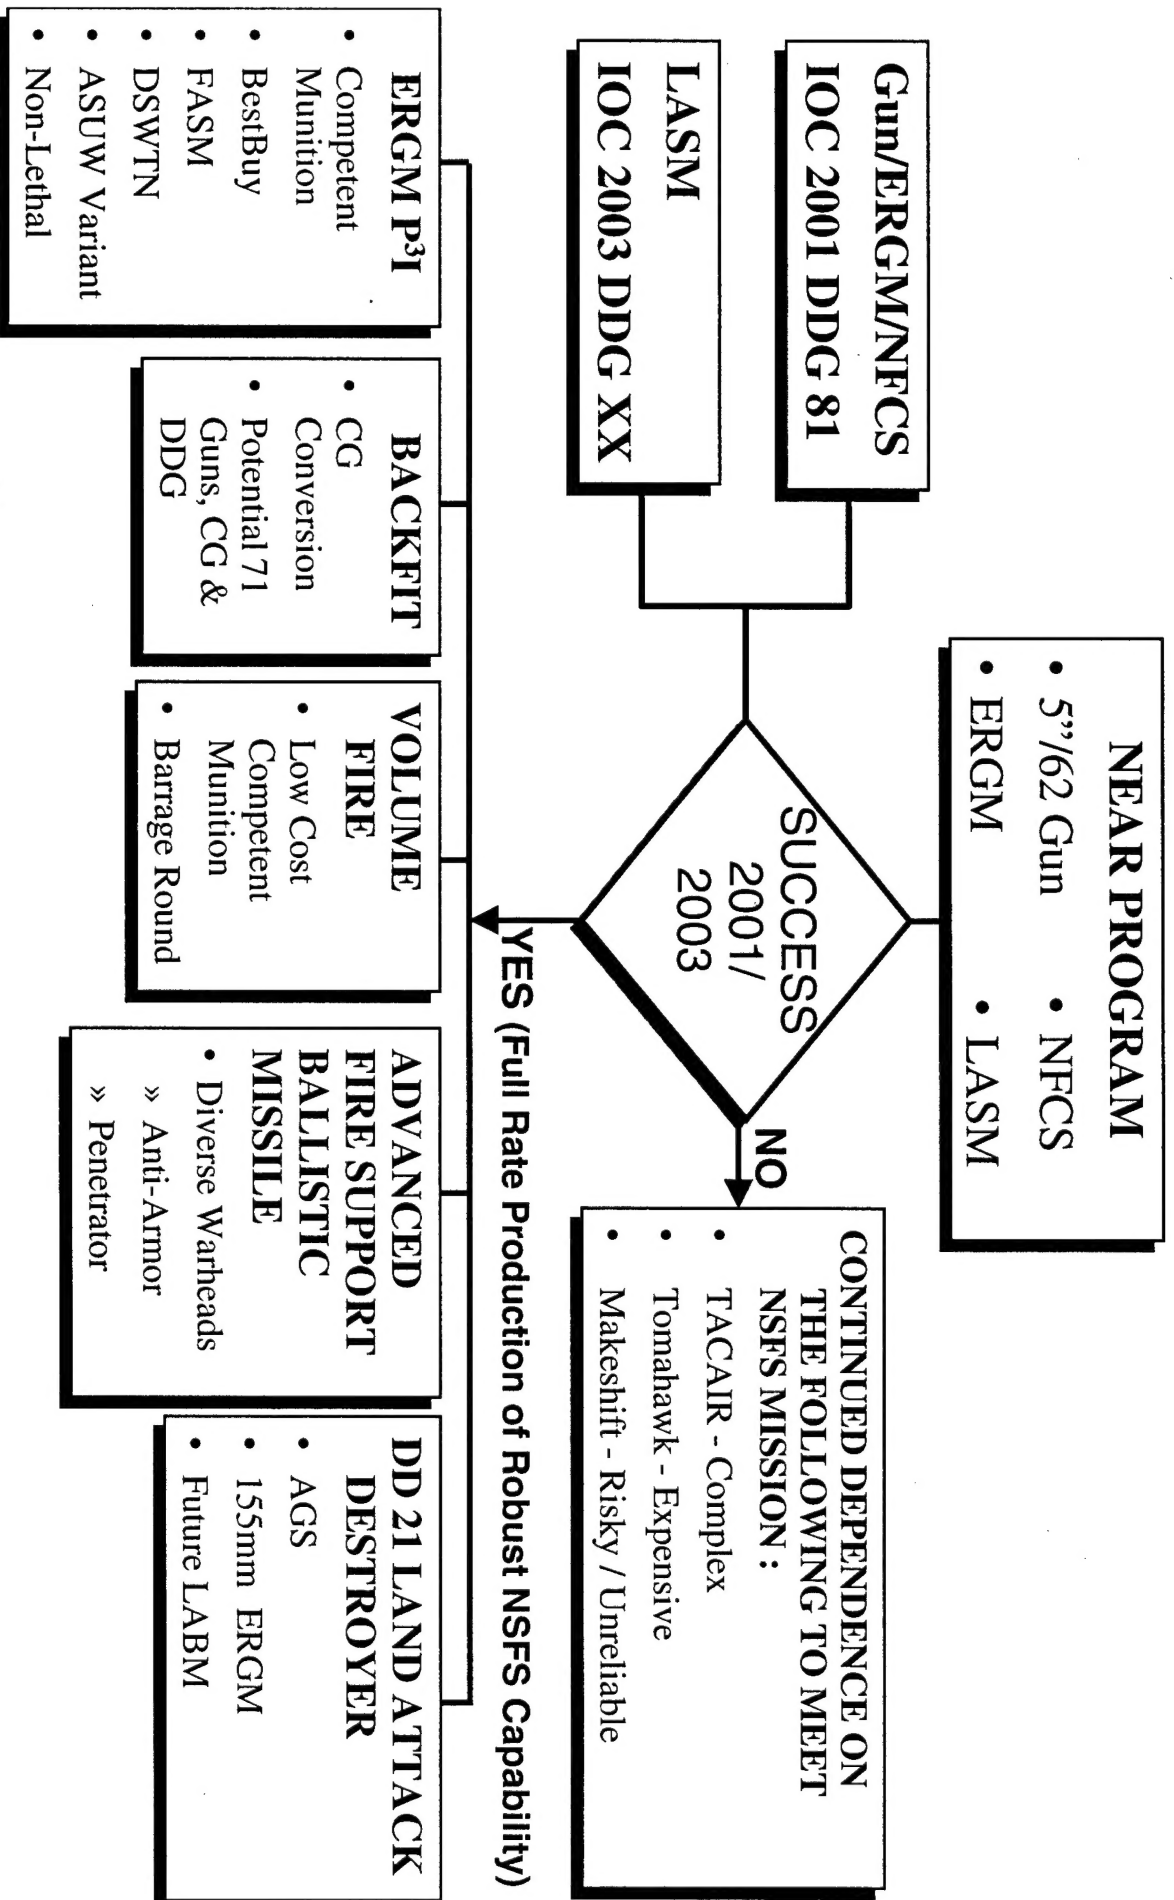 NEAR PROGRAM
• 5”/62 Gun
• NFCS
• ERGM
• LASM
Gun/ERGM/NFCS
IOC 2001 DDG 81
LASM
IOC 2003 DDG XX
SUCCESS
2001/
2003
NO
CONTINUED DEPENDENCE ON
THE FOLLOWING TO MEET
NSFS MISSION :
• TACAIR - Complex
• Tomahawk - Expensive
• Makeshift - Risky / Unreliable
YES (Full Rate Production of Robust NSFS Capability)
ERGM P³I
• Competent
Munition
• BestBuy
• FASM
• DSWTN
• ASUW Variant
• Non-Lethal
BACKFIT
• CG
Conversion
• Potential 71
Guns, CG &
DDG
VOLUME
FIRE
• Low Cost
Competent
Munition
• Barrage Round
ADVANCED
FIRE SUPPORT
BALLISTIC
MISSILE
• Diverse Warheads
» Anti-Armor
» Penetrator
DD 21 LAND ATTACK
DESTROYER
• AGS
• 155mm ERGM
• Future LABM